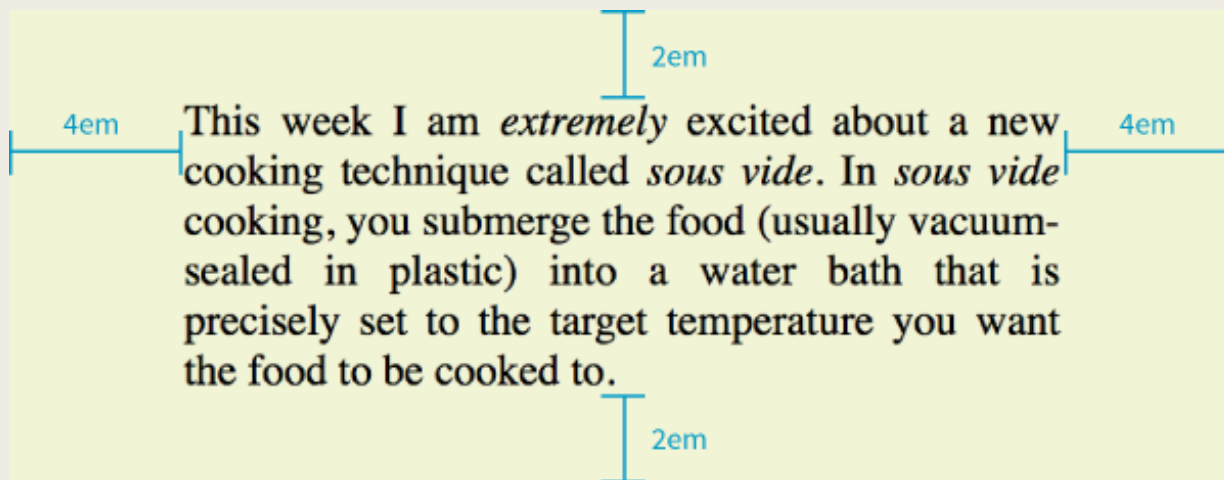 2em
4em
This week I am extremely excited about a new
4em
cooking technique called sous vide. In sous vide
cooking, you submerge the food (usually vacuum-
sealed in plastic) into a water bath that is
precisely set to the target temperature you want
the food to be cooked to.
2em